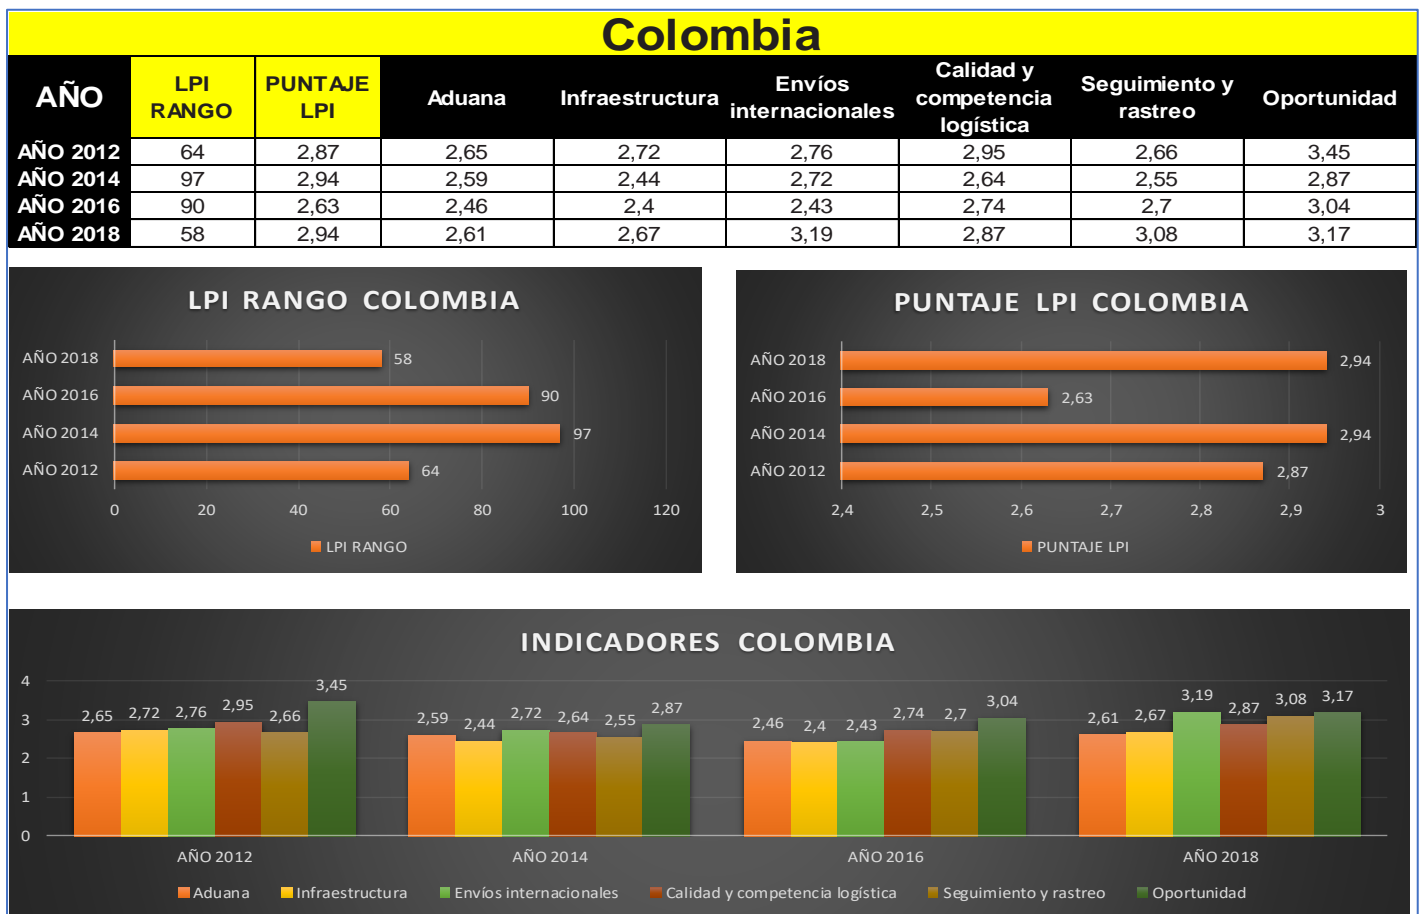 Colombia
AÑO LPI RANGO PUNTAJE LPI Aduana Infraestructura Envíos internacionales Calidad y competencia logística Seguimiento y rastreo Oportunidad
AÑO 2012 64 2,87 2,65 2,72 2,76 2,95 2,66 3,45
AÑO 2014 97 2,94 2,59 2,44 2,72 2,64 2,55 2,87
AÑO 2016 90 2,63 2,46 2,4 2,43 2,74 2,7 3,04
AÑO 2018 58 2,94 2,61 2,67 3,19 2,87 3,08 3,17
LPI RANGO COLOMBIA
AÑO 2018 58
AÑO 2016 90
AÑO 2014 97
AÑO 2012 64
0 20 40 60 80 100 120
LPI RANGO
PUNTAJE LPI COLOMBIA
AÑO 2018 2,94
AÑO 2016 2,63
AÑO 2014 2,94
AÑO 2012 2,87
2,4 2,5 2,6 2,7 2,8 2,9 3
PUNTAJE LPI
INDICADORES COLOMBIA
4
3
2
1
0
2,65 2,72 2,76 2,95 2,66 3,45
2,59 2,44 2,72 2,64 2,55 2,87
2,46 2,4 2,43 2,74 2,7 3,04
2,61 2,67 3,19 2,87 3,08 3,17
AÑO 2012 AÑO 2014 AÑO 2016 AÑO 2018
Aduana Infraestructura Envíos internacionales Calidad y competencia logística Seguimiento y rastreo Oportunidad